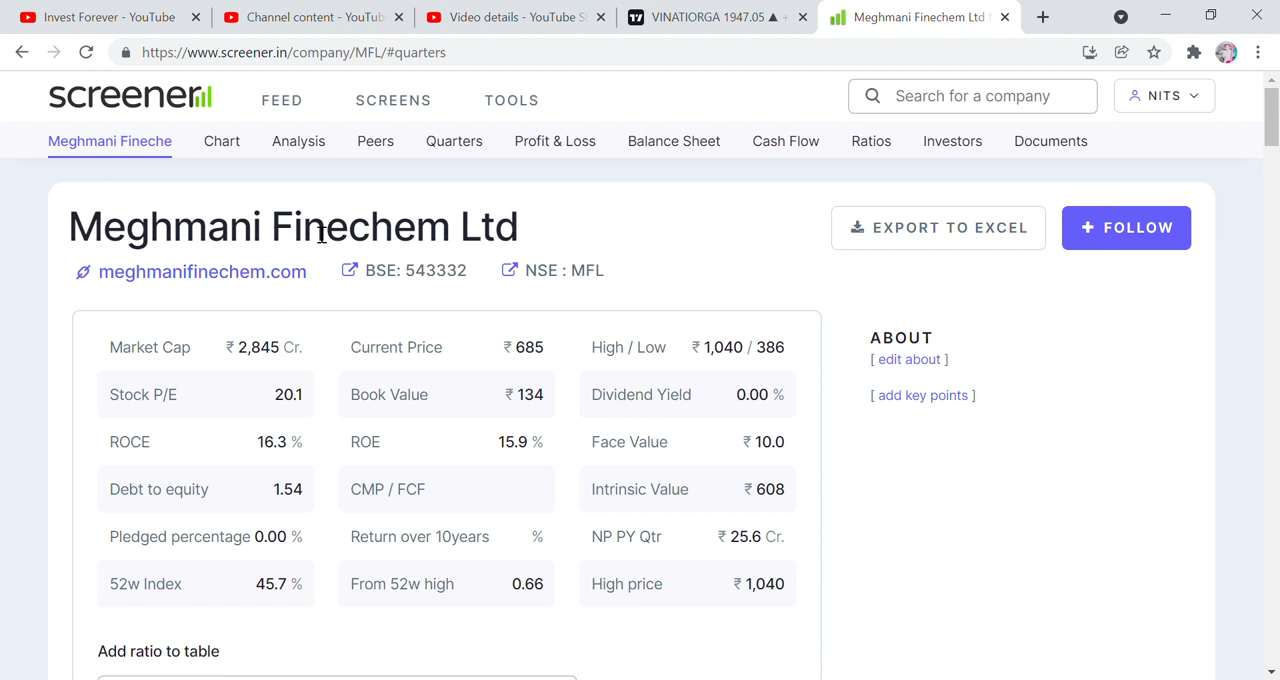 Invest Forever - YouTube
Channel content - YouTub
Video details - YouTube S
VINATIORGA 1947.05 ▲ +
Meghmani Finechem Ltd f
https://www.screener.in/company/MFL/#quarters
screener
FEED
SCREENS
TOOLS
Search for a company
NITS
Meghmani Fineche
Chart
Analysis
Peers
Quarters
Profit & Loss
Balance Sheet
Cash Flow
Ratios
Investors
Documents
Meghmani Finechem Ltd
EXPORT TO EXCEL
+ FOLLOW
meghmanifinechem.com
BSE: 543332
NSE : MFL
Market Cap ₹ 2,845 Cr.
Current Price ₹ 685
High / Low ₹ 1,040 / 386
Stock P/E 20.1
Book Value ₹ 134
Dividend Yield 0.00 %
ROCE 16.3 %
ROE 15.9 %
Face Value ₹ 10.0
Debt to equity 1.54
CMP / FCF
Intrinsic Value ₹ 608
Pledged percentage 0.00 %
Return over 10years %
NP PY Qtr ₹ 25.6 Cr.
52w Index 45.7 %
From 52w high 0.66
High price ₹ 1,040
Add ratio to table
ABOUT
[ edit about ]
[ add key points ]